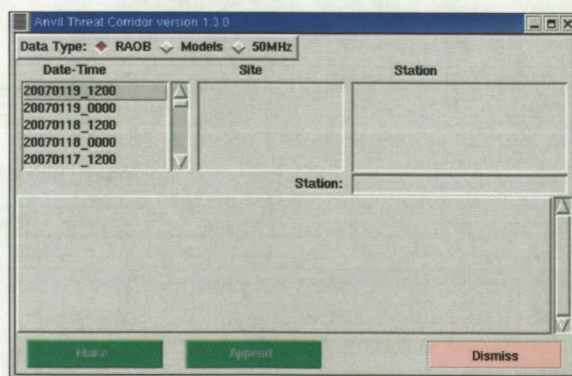 Anvil Threat Corridor version 1.3.0
Data Type: RAOB Models 50MHz
Date-Time Site Station
20070119_1200
20070119_0000
20070118_1200
20070118_0000
20070117_1200
Station:
Make Append Dismiss